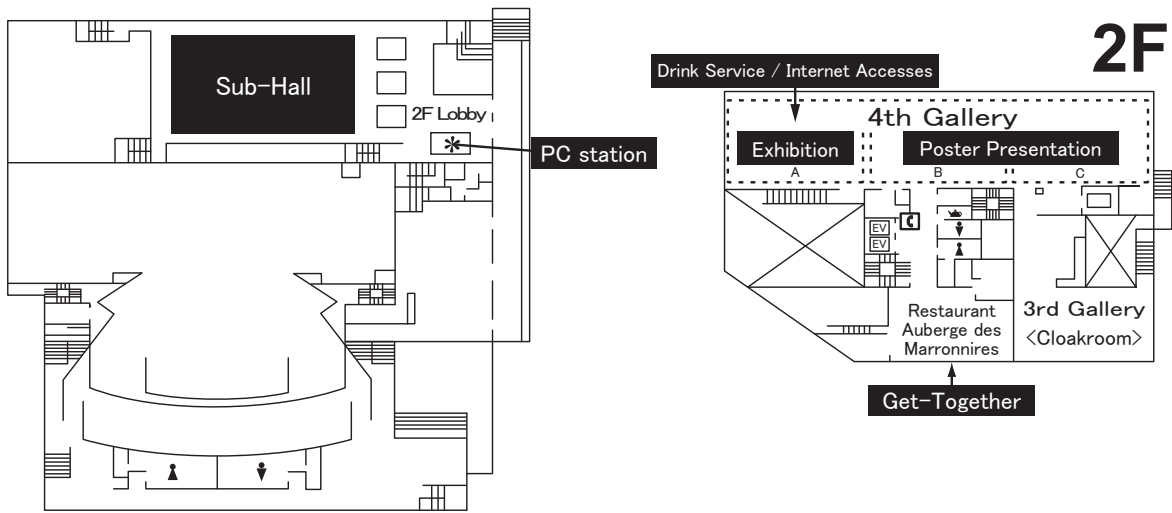 2F
Sub-Hall
2F Lobby
PC station
Drink Service / Internet Accesses
4th Gallery
Exhibition
Poster Presentation
A
B
C
EV
EV
Restaurant
Auberge des
Marronnires
3rd Gallery
<Cloakroom>
Get-Together